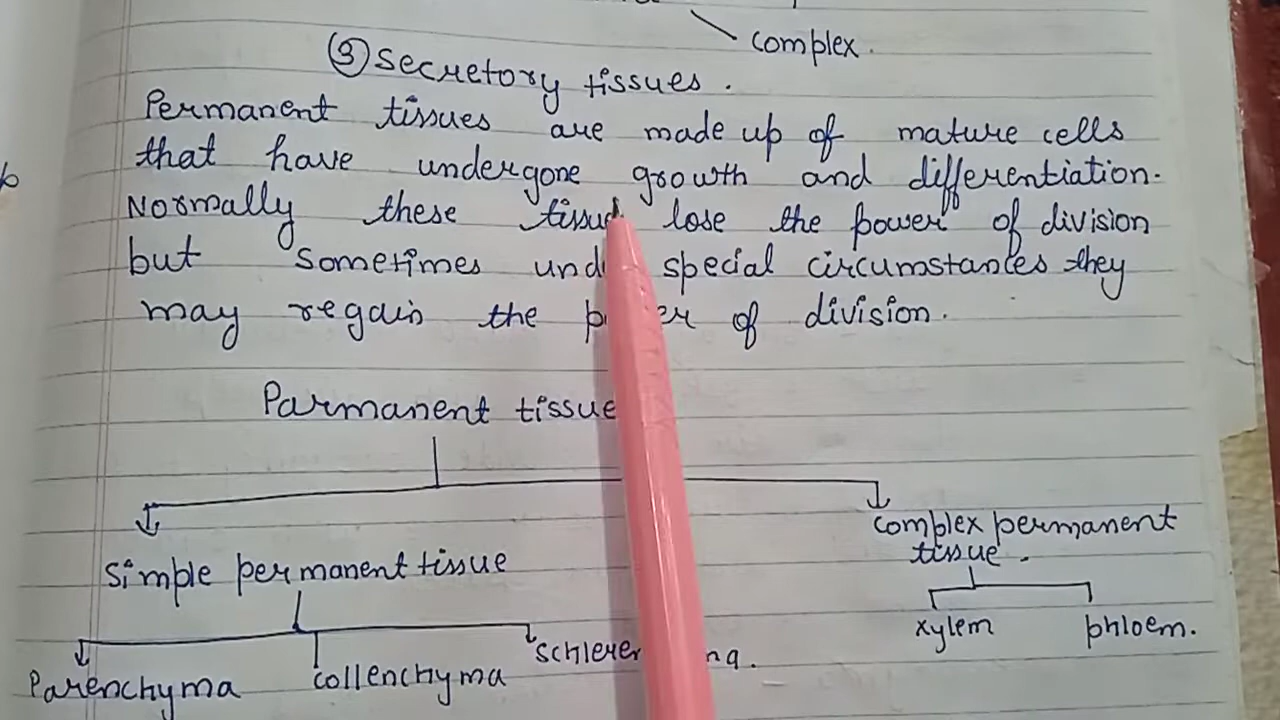 complex.
③ Secretory tissues.
Permanent tissues are made up of mature cells
that have undergone growth and differentiation.
Normally these tissue lose the power of division
but sometimes special circumstances they
may regain the of division.
Parmanent tissue
complex permanent
tissue.
Simple permanent tissue
xylem phloem.
Parenchyma collenchyma